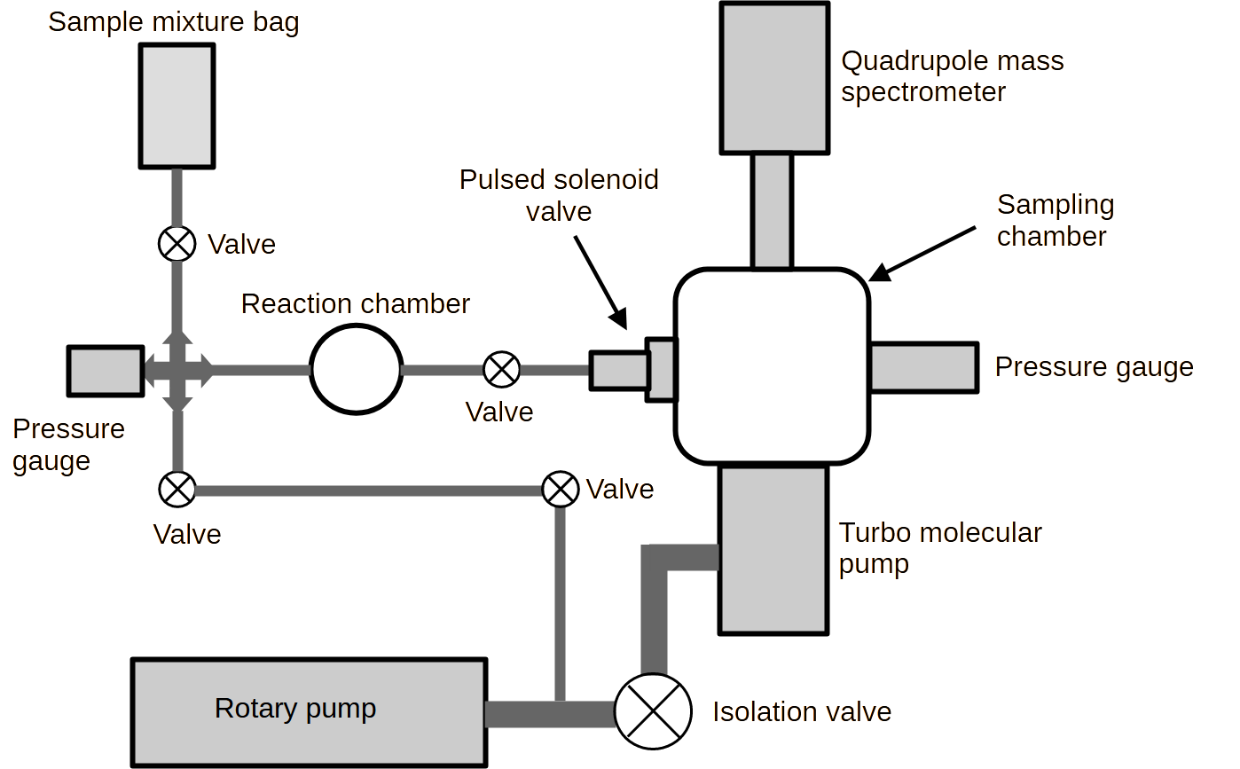 Sample mixture bag
Quadrupole mass
spectrometer
Pulsed solenoid
valve
Sampling
chamber
Valve
Reaction chamber
Pressure gauge
Valve
Pressure
gauge
Valve
Valve
Turbo molecular
pump
Rotary pump
Isolation valve